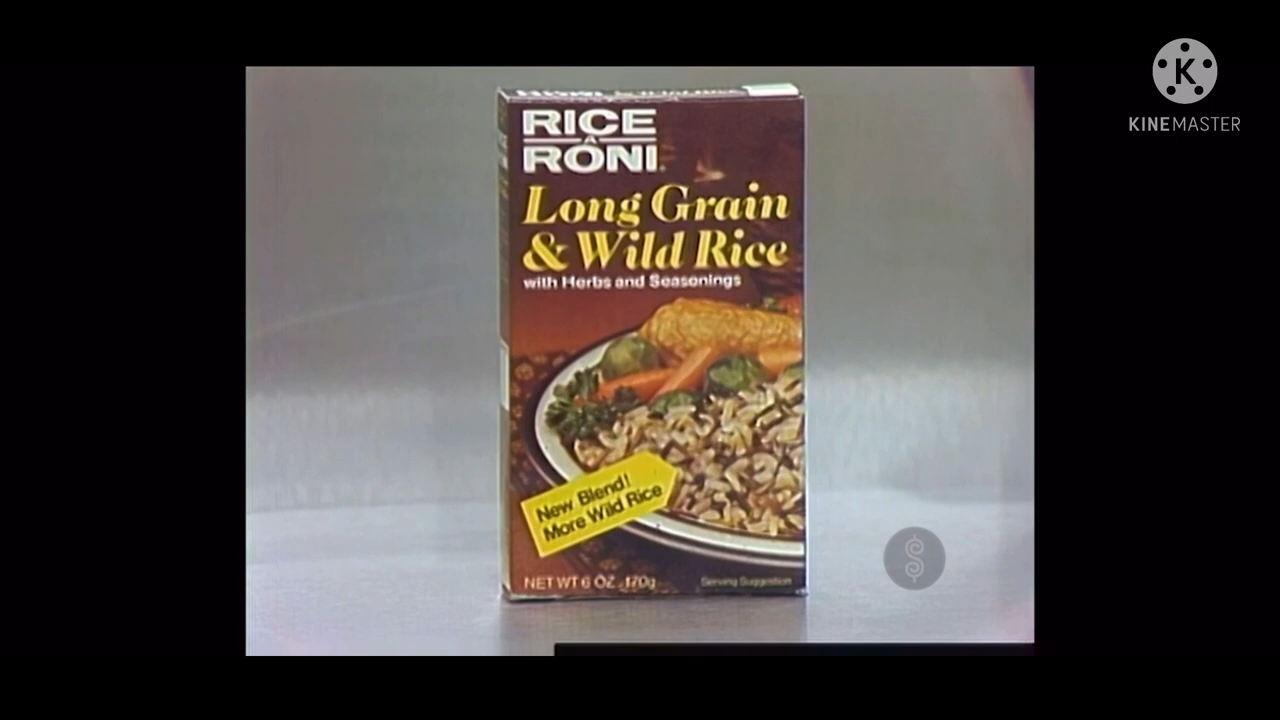 RICE
A
RONI®
Long Grain
& Wild Rice
with Herbs and Seasonings
New Blend!
More Wild Rice
NET WT 6 OZ 170g
Serving Suggestion
K
KINEMASTER
$